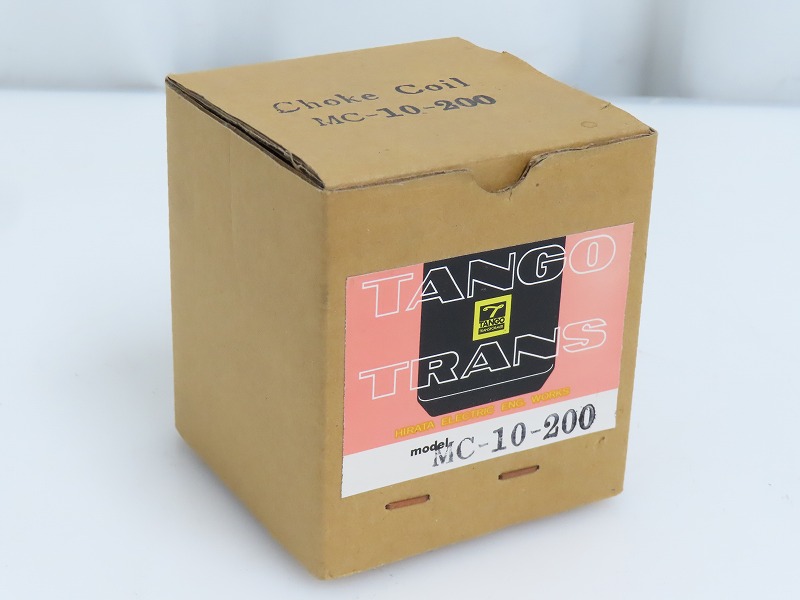 Choke Coil
MC-10-200
TANGO
TANGO
TRANS
HIRATA ELECTRIC ENG WORKS
model
MC-10-200